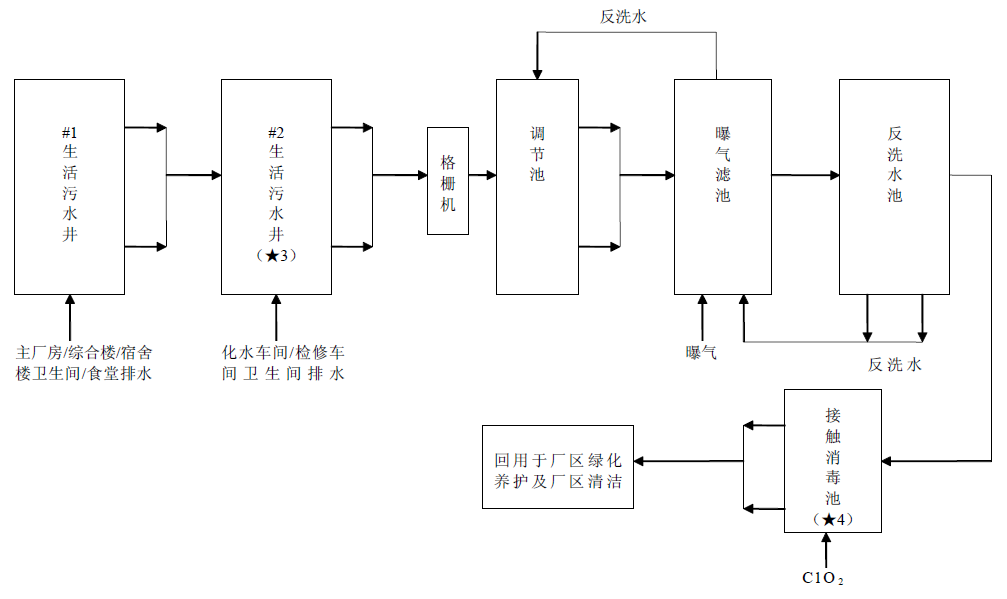 反洗水
#1
生
活
污
水
井
#2
生
活
污
水
井
（★3）
格
栅
机
调
节
池
曝
气
滤
池
反
洗
水
池
主厂房/综合楼/宿舍
楼卫生间/食堂排水
化水车间/检修车
间卫生间排水
曝气
反洗水
接
触
消
毒
池
（★4）
回用于厂区绿化
养护及厂区清洁
C1O2